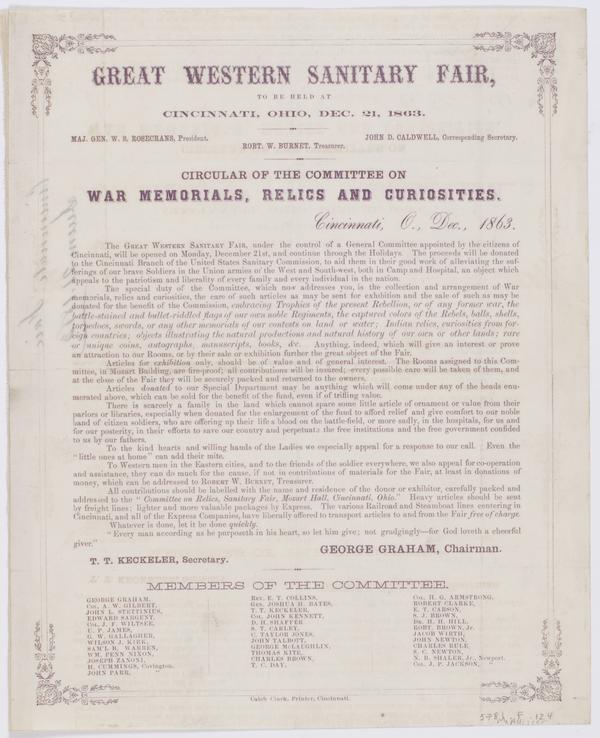 GREAT WESTERN SANITARY FAIR,
TO BE HELD AT
CINCINNATI, OHIO, DEC. 21, 1863.
MAJ. GEN. W. S. ROSECRANS, President.
JOHN D. CALDWELL, Corresponding Secretary.
ROBT. W. BURNET, Treasurer.
CIRCULAR OF THE COMMITTEE ON
WAR MEMORIALS, RELICS AND CURIOSITIES.
Cincinnati, O., Dec., 1863.
The GREAT WESTERN SANITARY FAIR, under the control of a General Committee appointed by the citizens of
Cincinnati, will be opened on Monday, December 21st, and continue through the Holidays. The proceeds will be donated
to the Cincinnati Branch of the United States Sanitary Commission, to aid them in their good work of alleviating the suf-
ferings of our brave Soldiers in the Union armies of the West and South-west, both in Camp and Hospital, an object which
appeals to the patriotism and liberality of every family and every individual in the nation.
The special duty of the Committee, which now addresses you, is the collection and arrangement of War
memorials, relics and curiosities, the care of such articles as may be sent for exhibition and the sale of such as may be
donated for the benefit of the Commission, embracing Trophies of the present Rebellion, or of any former war, the
battle-stained and bullet-riddled flags of our own noble Regiments, the captured colors of the Rebels, balls, shells,
torpedoes, swords, or any other memorials of our contests on land or water; Indian relics, curiosities from for-
eign countries; objects illustrating the natural productions and natural history of our own or other lands; rare
or unique coins, autographs, manuscripts, books, &c. Anything, indeed, which will give an interest or prove
an attraction to our Rooms, or by their sale or exhibition further the great object of the Fair.
Articles for exhibition only, should be of value and of general interest. The Rooms assigned to this Com-
mittee, in Mozart Building, are fire-proof; all contributions will be insured; every possible care will be taken of them, and
at the close of the Fair they will be securely packed and returned to the owners.
Articles donated to our Special Department may be anything which will come under any of the heads enu-
merated above, which can be sold for the benefit of the fund, even if of trifling value.
There is scarcely a family in the land which cannot spare some little article of ornament or value from their
parlors or libraries, especially when donated for the enlargement of the fund to afford relief and give comfort to our noble
band of citizen soldiers, who are offering up their life's blood on the battle-field, or more sadly, in the hospitals, for us and
for our posterity, in their efforts to save our country and perpetuate the free institutions and the free government confided
to us by our fathers.
To the kind hearts and willing hands of the Ladies we especially appeal for a response to our call. Even the
"little ones at home" can add their mite.
To Western men in the Eastern cities, and to the friends of the soldier everywhere, we also appeal for co-operation
and assistance, they can do much for the cause, if not in contributions of materials for the Fair, at least in donations of
money, which can be addressed to ROBERT W. BURNET, Treasurer.
All contributions should be labelled with the name and residence of the donor or exhibitor, carefully packed and
addressed to the "Committee on Relics, Sanitary Fair, Mozart Hall, Cincinnati, Ohio." Heavy articles should be sent
by freight lines; lighter and more valuable packages by Express. The various Railroad and Steamboat lines centering in
Cincinnati, and all of the Express Companies, have liberally offered to transport articles to and from the Fair free of charge.
Whatever is done, let it be done quickly.
"Every man according as he purposeth in his heart, so let him give; not grudgingly—for God loveth a cheerful
giver."
GEORGE GRAHAM, Chairman.
T. T. KECKELER, Secretary.
MEMBERS OF THE COMMITTEE.
GEORGE GRAHAM,
COL. A. W. GILBERT,
JOHN L. STETTINIUS,
EDWARD SARGENT,
COL. J. F. WILTSEE,
U. P. JAMES,
G. W. GALLAGHER,
WILSON J. KIRK,
SAM'L B. WARREN,
WM. PENN NIXON,
JOSEPH ZANONI,
H. CUMMINGS, Covington.
JOHN PARR, "
REV. E. T. COLLINS,
GEN. JOSHUA H. BATES,
T. T. KECKELER,
COL. JOHN KENNETT,
D. H. SHAFFER,
S. T. CARLEY,
C. TAYLOR JONES,
JOHN TALBOTT,
GEORGE McLAUGHLIN,
THOMAS KITE,
CHARLES BROWN,
T. C. DAY,
COL. H. G. ARMSTRONG,
ROBERT CLARKE,
E. T. CARSON,
S. J. BROWN,
DR. H. H. HILL,
ROBT. BROWN, Jr.
JACOB WIRTH,
JOHN NEWTON,
CHARLES RULE,
S. C. NEWTON,
N. B. SHALER, Jr., Newport.
COL. J. P. JACKSON, "
Caleb Clark, Printer, Cincinnati.